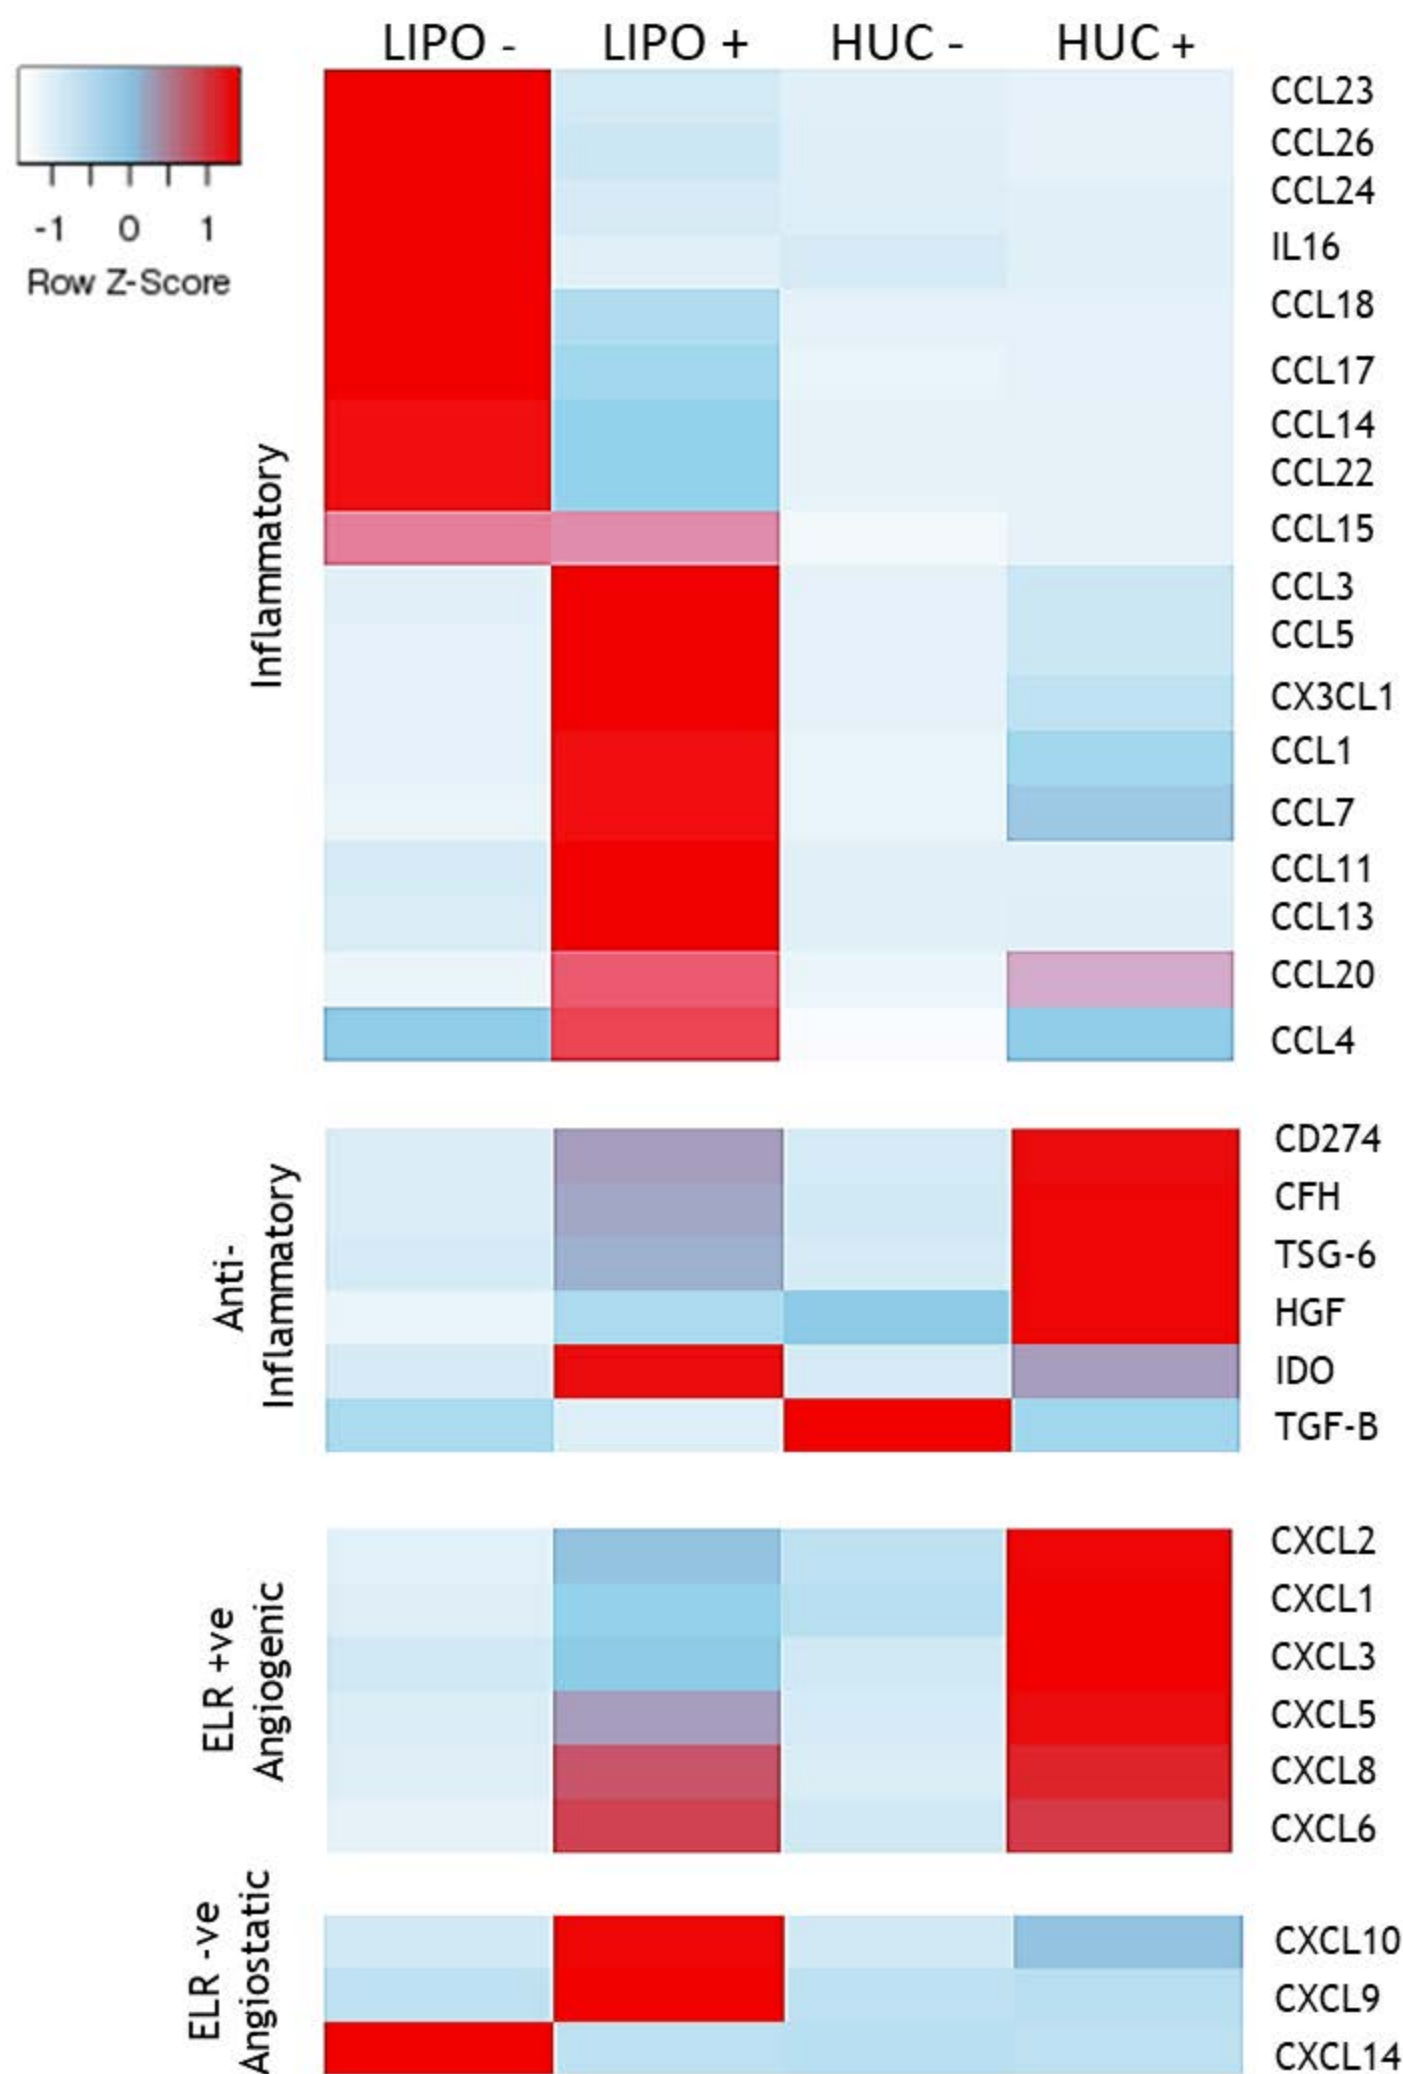 LIPO - LIPO + HUC - HUC +
-1 0 1
Row Z-Score
Inflammatory
CCL23
CCL26
CCL24
IL16
CCL18
CCL17
CCL14
CCL22
CCL15
CCL3
CCL5
CX3CL1
CCL1
CCL7
CCL11
CCL13
CCL20
CCL4
Anti-
Inflammatory
CD274
CFH
TSG-6
HGF
IDO
TGF-B
ELR +ve
Angiogenic
CXCL2
CXCL1
CXCL3
CXCL5
CXCL8
CXCL6
ELR -ve
Angiostatic
CXCL10
CXCL9
CXCL14